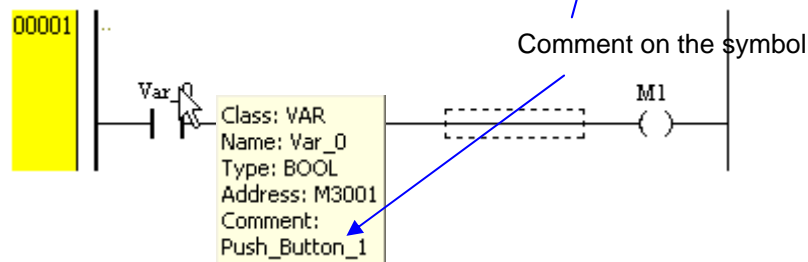 00001
..
Comment on the symbol
Var_0
M1
( )
Class: VAR
Name: Var_0
Type: BOOL
Address: M3001
Comment:
Push_Button_1